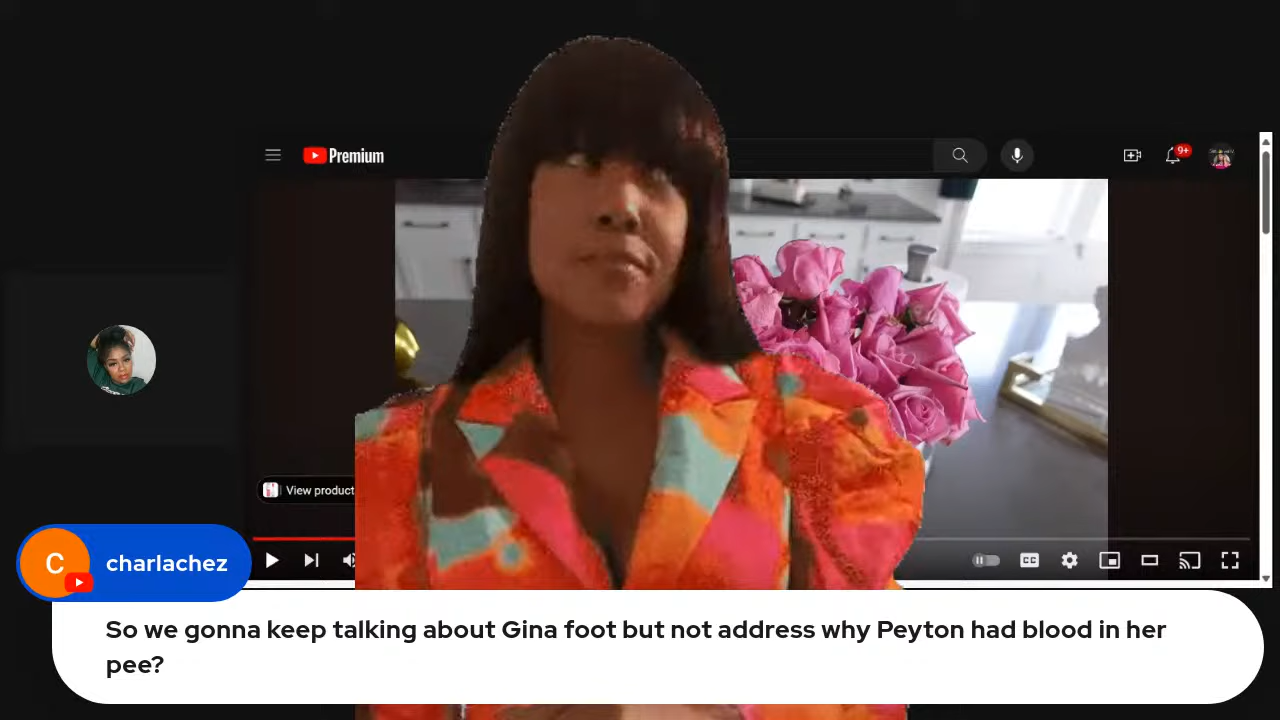 Premium
9+
View product
CC
C
charlachez
So we gonna keep talking about Gina foot but not address why Peyton had blood in her
pee?